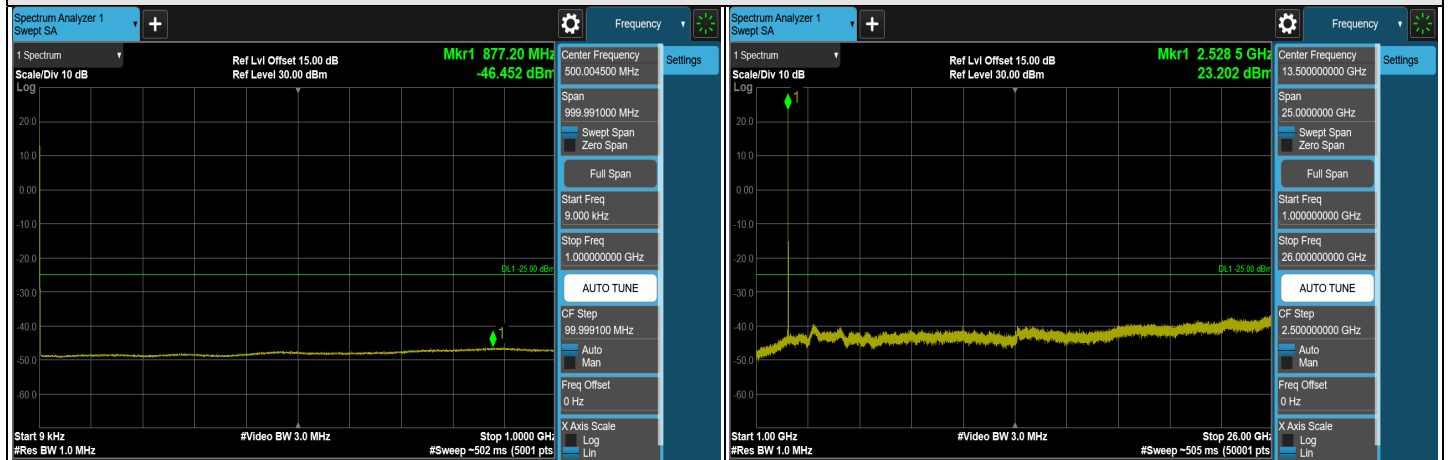 Spectrum Analyzer 1
Swept SA
+
Frequency
1 Spectrum
Scale/Div 10 dB
Log
Ref Lvl Offset 15.00 dB
Ref Level 30.00 dBm
Mkr1 877.20 MHz
-46.452 dBm
20.0
10.0
0.00
-10.0
-20.0
-30.0
-40.0
-50.0
-60.0
DL1 -25.00 dBm
1
Start 9 kHz
#Res BW 1.0 MHz
#Video BW 3.0 MHz
Stop 1.0000 GHz
#Sweep ~502 ms (5001 pts
Center Frequency
500.004500 MHz
Span
999.991000 MHz
Swept Span
Zero Span
Full Span
Start Freq
9.000 kHz
Stop Freq
1.000000000 GHz
AUTO TUNE
CF Step
99.999100 MHz
Auto
Man
Freq Offset
0 Hz
X Axis Scale
Log
Lin
Settings
Spectrum Analyzer 1
Swept SA
+
Frequency
1 Spectrum
Scale/Div 10 dB
Log
Ref Lvl Offset 15.00 dB
Ref Level 30.00 dBm
Mkr1 2.528 5 GHz
23.202 dBm
1
20.0
10.0
0.00
-10.0
-20.0
-30.0
-40.0
-50.0
-60.0
DL1 -25.00 dBm
Start 1.00 GHz
#Res BW 1.0 MHz
#Video BW 3.0 MHz
Stop 26.00 GHz
#Sweep ~505 ms (50001 pts
Center Frequency
13.500000000 GHz
Span
25.0000000 GHz
Swept Span
Zero Span
Full Span
Start Freq
1.000000000 GHz
Stop Freq
26.000000000 GHz
AUTO TUNE
CF Step
2.500000000 GHz
Auto
Man
Freq Offset
0 Hz
X Axis Scale
Log
Lin
Settings